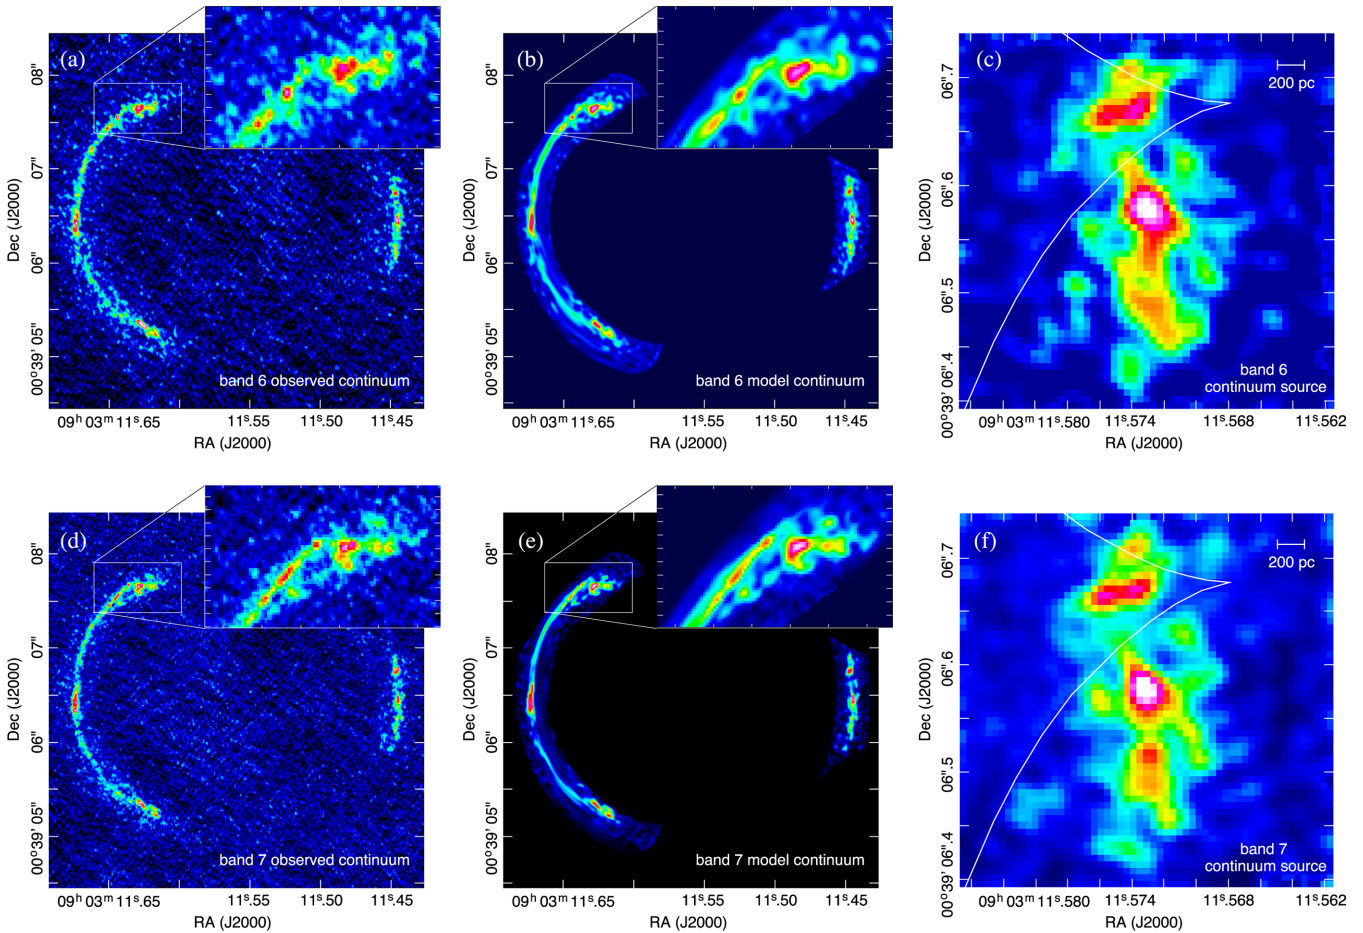 (a)
08"
07"
06"
00°39' 05"
Dec (J2000)
band 6 observed continuum
09ʰ 03ᵐ 11ˢ.65
11ˢ.55
11ˢ.50
11ˢ.45
RA (J2000)
(b)
08"
07"
06"
00°39' 05"
Dec (J2000)
band 6 model continuum
09ʰ 03ᵐ 11ˢ.65
11ˢ.55
11ˢ.50
11ˢ.45
RA (J2000)
(c)
200 pc
06".7
06".6
06".5
00°39' 06".4
Dec (J2000)
band 6
continuum source
09ʰ 03ᵐ 11ˢ.580
11ˢ.574
11ˢ.568
11ˢ.562
RA (J2000)
(d)
08"
07"
06"
00°39' 05"
Dec (J2000)
band 7 observed continuum
09ʰ 03ᵐ 11ˢ.65
11ˢ.55
11ˢ.50
11ˢ.45
RA (J2000)
(e)
08"
07"
06"
00°39' 05"
Dec (J2000)
band 7 model continuum
09ʰ 03ᵐ 11ˢ.65
11ˢ.55
11ˢ.50
11ˢ.45
RA (J2000)
(f)
200 pc
06".7
06".6
06".5
00°39' 06".4
Dec (J2000)
band 7
continuum source
09ʰ 03ᵐ 11ˢ.580
11ˢ.574
11ˢ.568
11ˢ.562
RA (J2000)